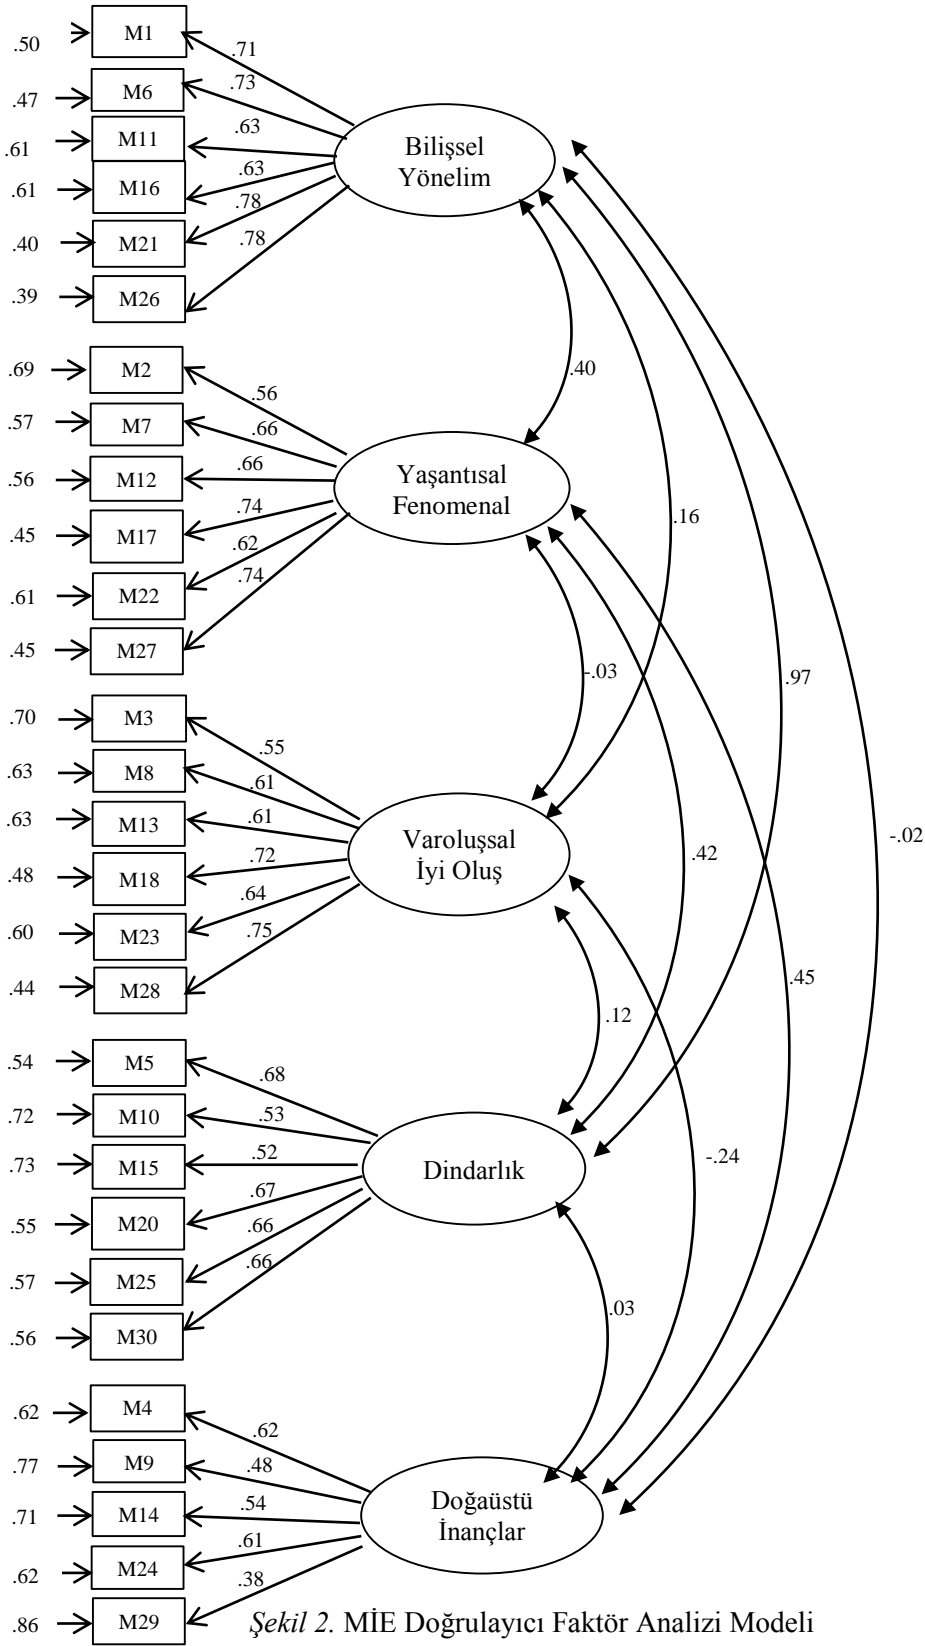 .50 M1 .71
.47 M6 .73
.61 M11 .63
.61 M16 .63
.40 M21 .78
.39 M26 .78
Bilişsel
Yönelim
.40
.69 M2 .56
.57 M7 .66
.56 M12 .66
.45 M17 .74
.61 M22 .62
.45 M27 .74
Yaşantısal
Fenomenal
.16
-.03
.97
.70 M3 .55
.63 M8 .61
.63 M13 .61
.48 M18 .72
.60 M23 .64
.44 M28 .75
Varoluşsal
İyi Oluş
.42
-.02
.45
.12
.54 M5 .68
.72 M10 .53
.73 M15 .52
.55 M20 .67
.57 M25 .66
.56 M30 .66
Dindarlık
-.24
.03
.62 M4 .62
.77 M9 .48
.71 M14 .54
.62 M24 .61
.86 M29 .38
Doğaüstü
İnançlar
Şekil 2. MİE Doğrulayıcı Faktör Analizi Modeli